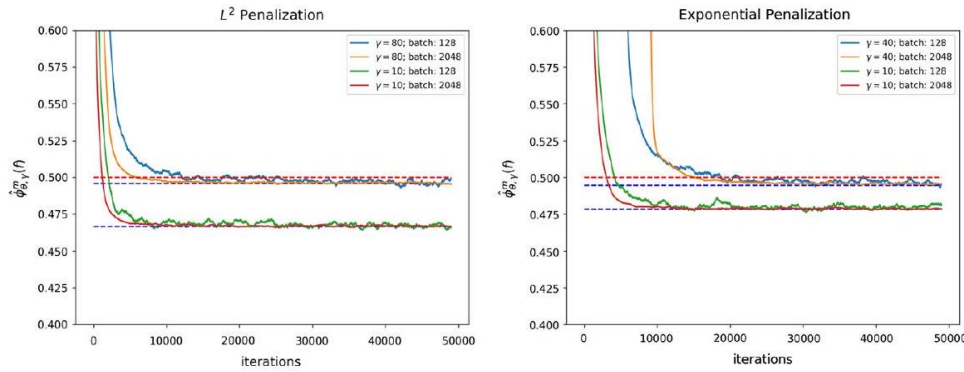 L² Penalization
0.600
0.575
0.550
0.525
0.500
0.475
0.450
0.425
0.400
φ̂ᵐ_θ,γ(f)
γ = 80; batch: 128
γ = 80; batch: 2048
γ = 10; batch: 128
γ = 10; batch: 2048
0 10000 20000 30000 40000 50000
iterations
Exponential Penalization
0.600
0.575
0.550
0.525
0.500
0.475
0.450
0.425
0.400
φ̂ᵐ_θ,γ(f)
γ = 40; batch: 128
γ = 40; batch: 2048
γ = 10; batch: 128
γ = 10; batch: 2048
0 10000 20000 30000 40000 50000
iterations